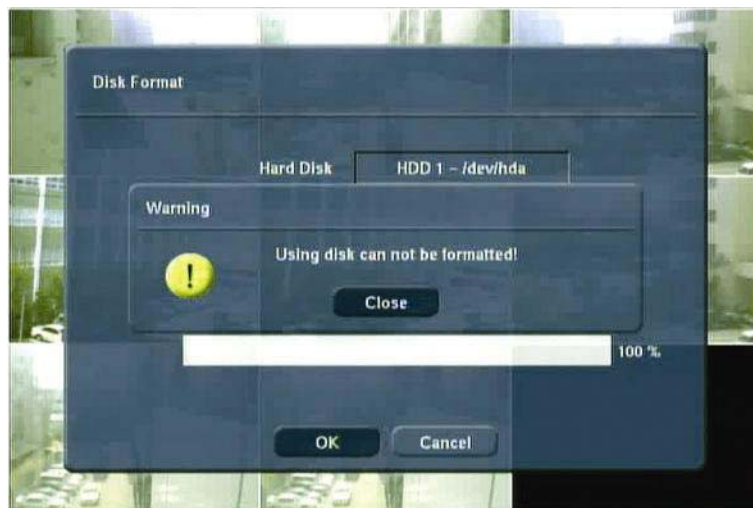 Disk Format
Hard Disk HDD 1 - /dev/hda
Warning
Using disk can not be formatted!
Close
100 %
OK Cancel